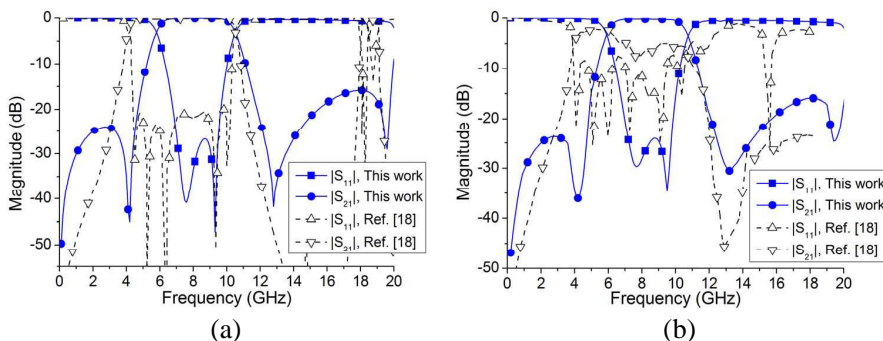 0
-10
-20
-30
-40
-50
Megnitude (dB)
|S11|, This work
|S21|, This work
|S11|, Ref. [18]
|S21|, Ref. [18]
0 2 4 6 8 10 12 14 16 18 20
Frequency (GHz)
(a)
0
-10
-20
-30
-40
-50
Megnitude (dB)
|S11|, This work
|S21|, This work
|S11|, Ref. [18]
|S21|, Ref. [18]
0 2 4 6 8 10 12 14 16 18 20
Frequency (GHz)
(b)